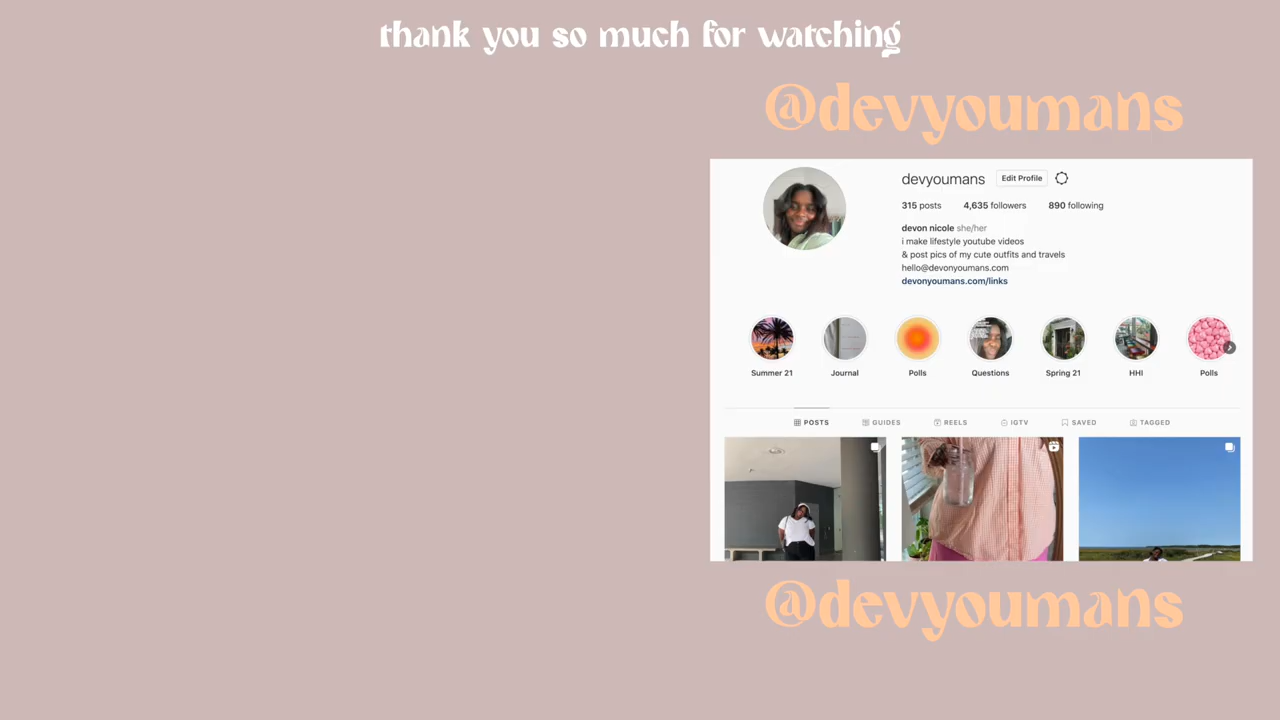 thank you so much for watching
@devyoumans
devyoumans Edit Profile
315 posts 4,635 followers 890 following
devon nicole she/her
i make lifestyle youtube videos
& post pics of my cute outfits and travels
hello@devonyoumans.com
devonyoumans.com/links
Summer 21 Journal Polls Questions Spring 21 HHI Polls
POSTS GUIDES REELS IGTV SAVED TAGGED
@devyoumans